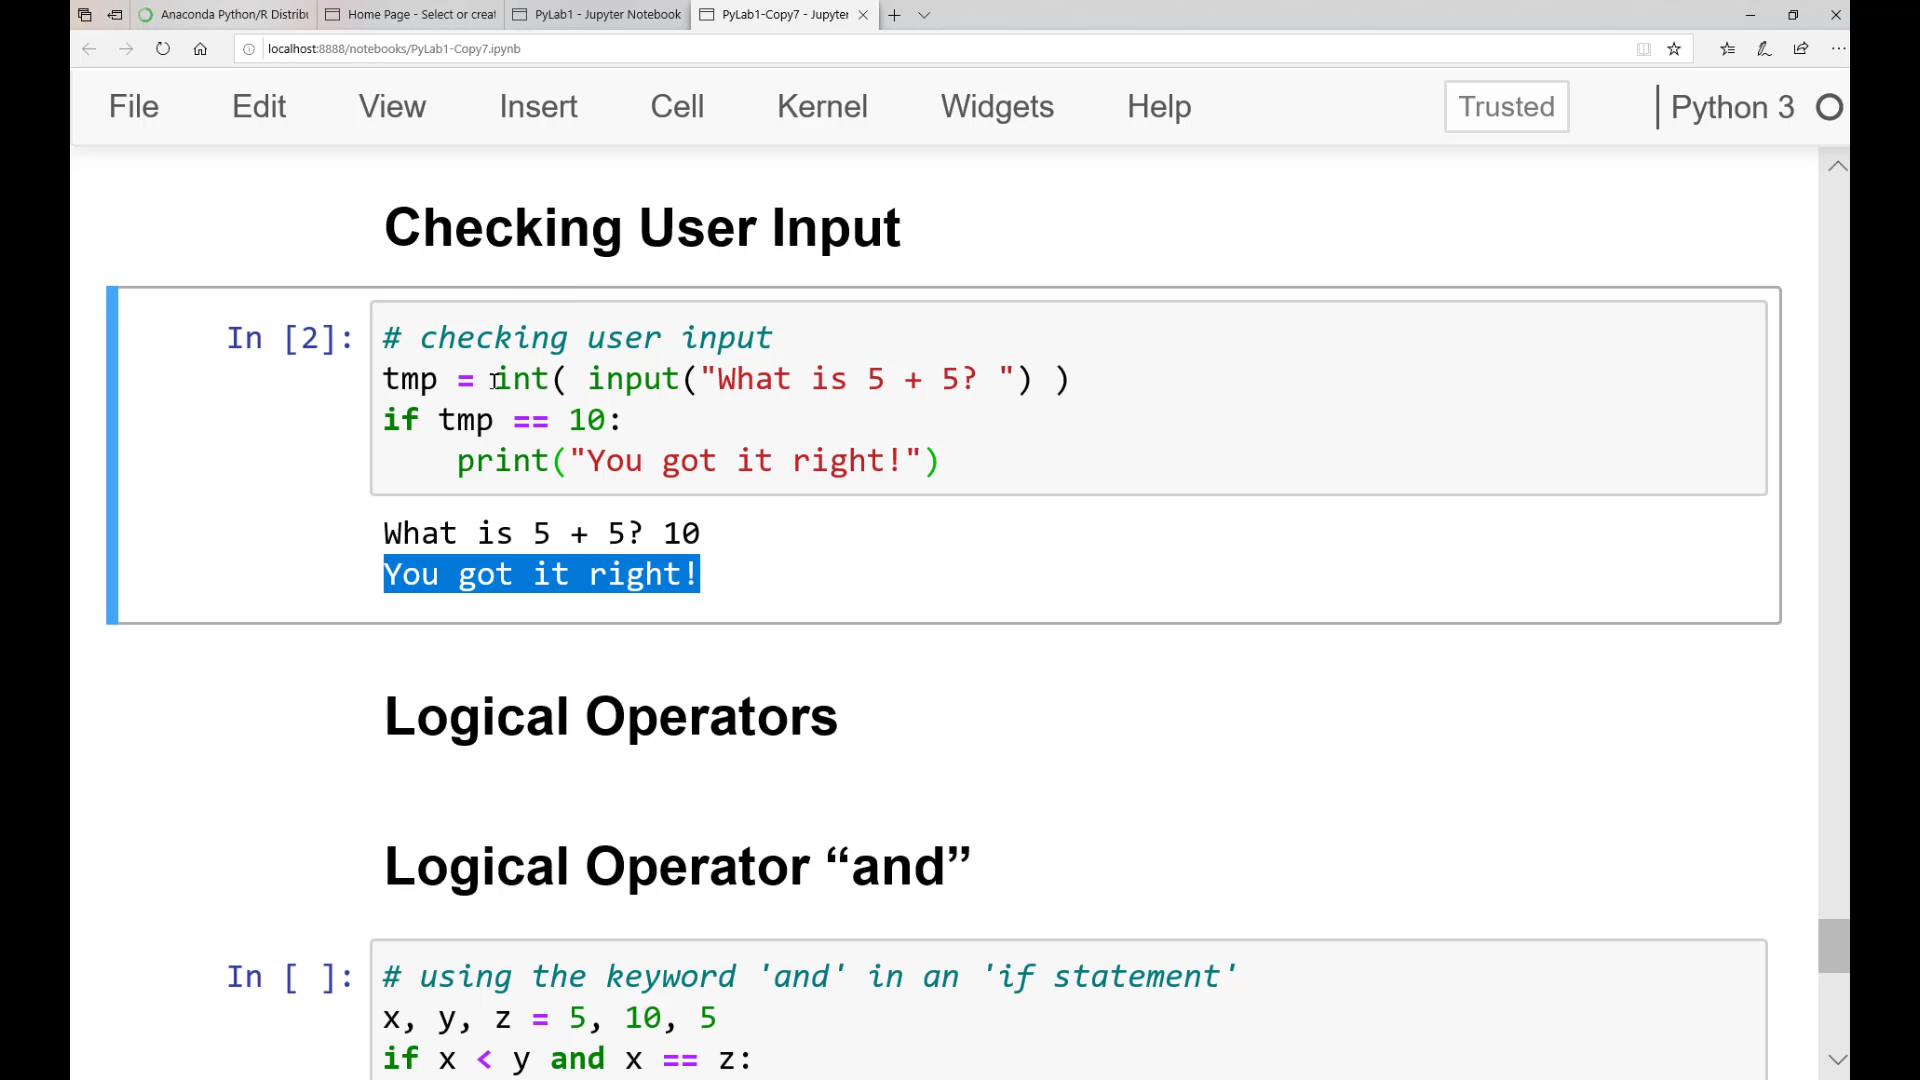 Anaconda Python/R Distribu
Home Page - Select or creat
PyLab1 - Jupyter Notebook
PyLab1-Copy7 - Jupyter
localhost:8888/notebooks/PyLab1-Copy7.ipynb
File Edit View Insert Cell Kernel Widgets Help Trusted Python 3
Checking User Input
In [2]: # checking user input
tmp = int( input("What is 5 + 5? ") )
if tmp == 10:
    print("You got it right!")
What is 5 + 5? 10
You got it right!
Logical Operators
Logical Operator “and”
In [ ]: # using the keyword 'and' in an 'if statement'
x, y, z = 5, 10, 5
if x < y and x == z: